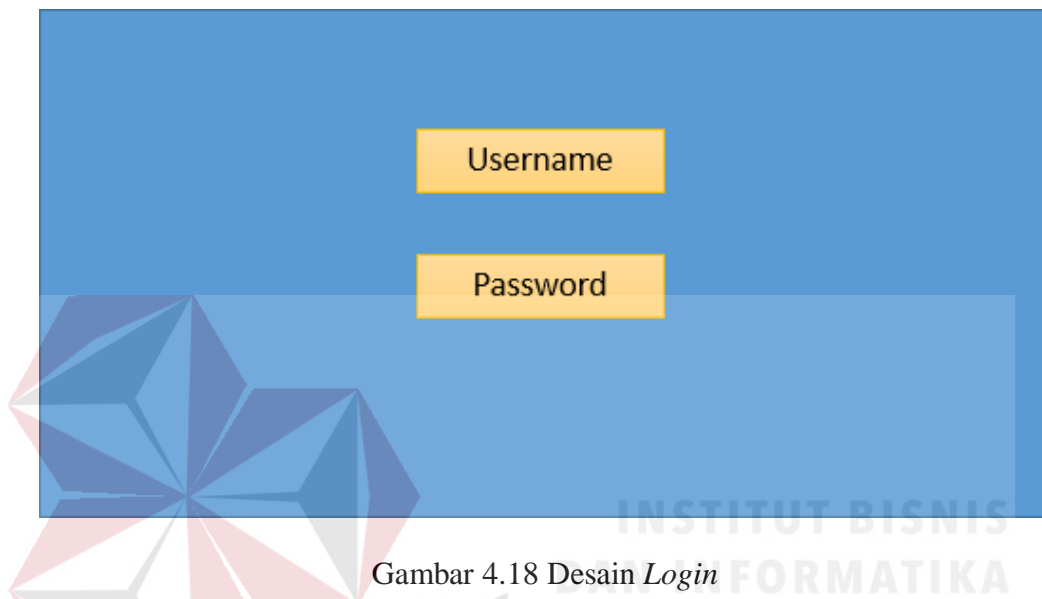 Username
Password
INSTITUT BISNIS
DAN INFORMATIKA
Gambar 4.18 Desain Login